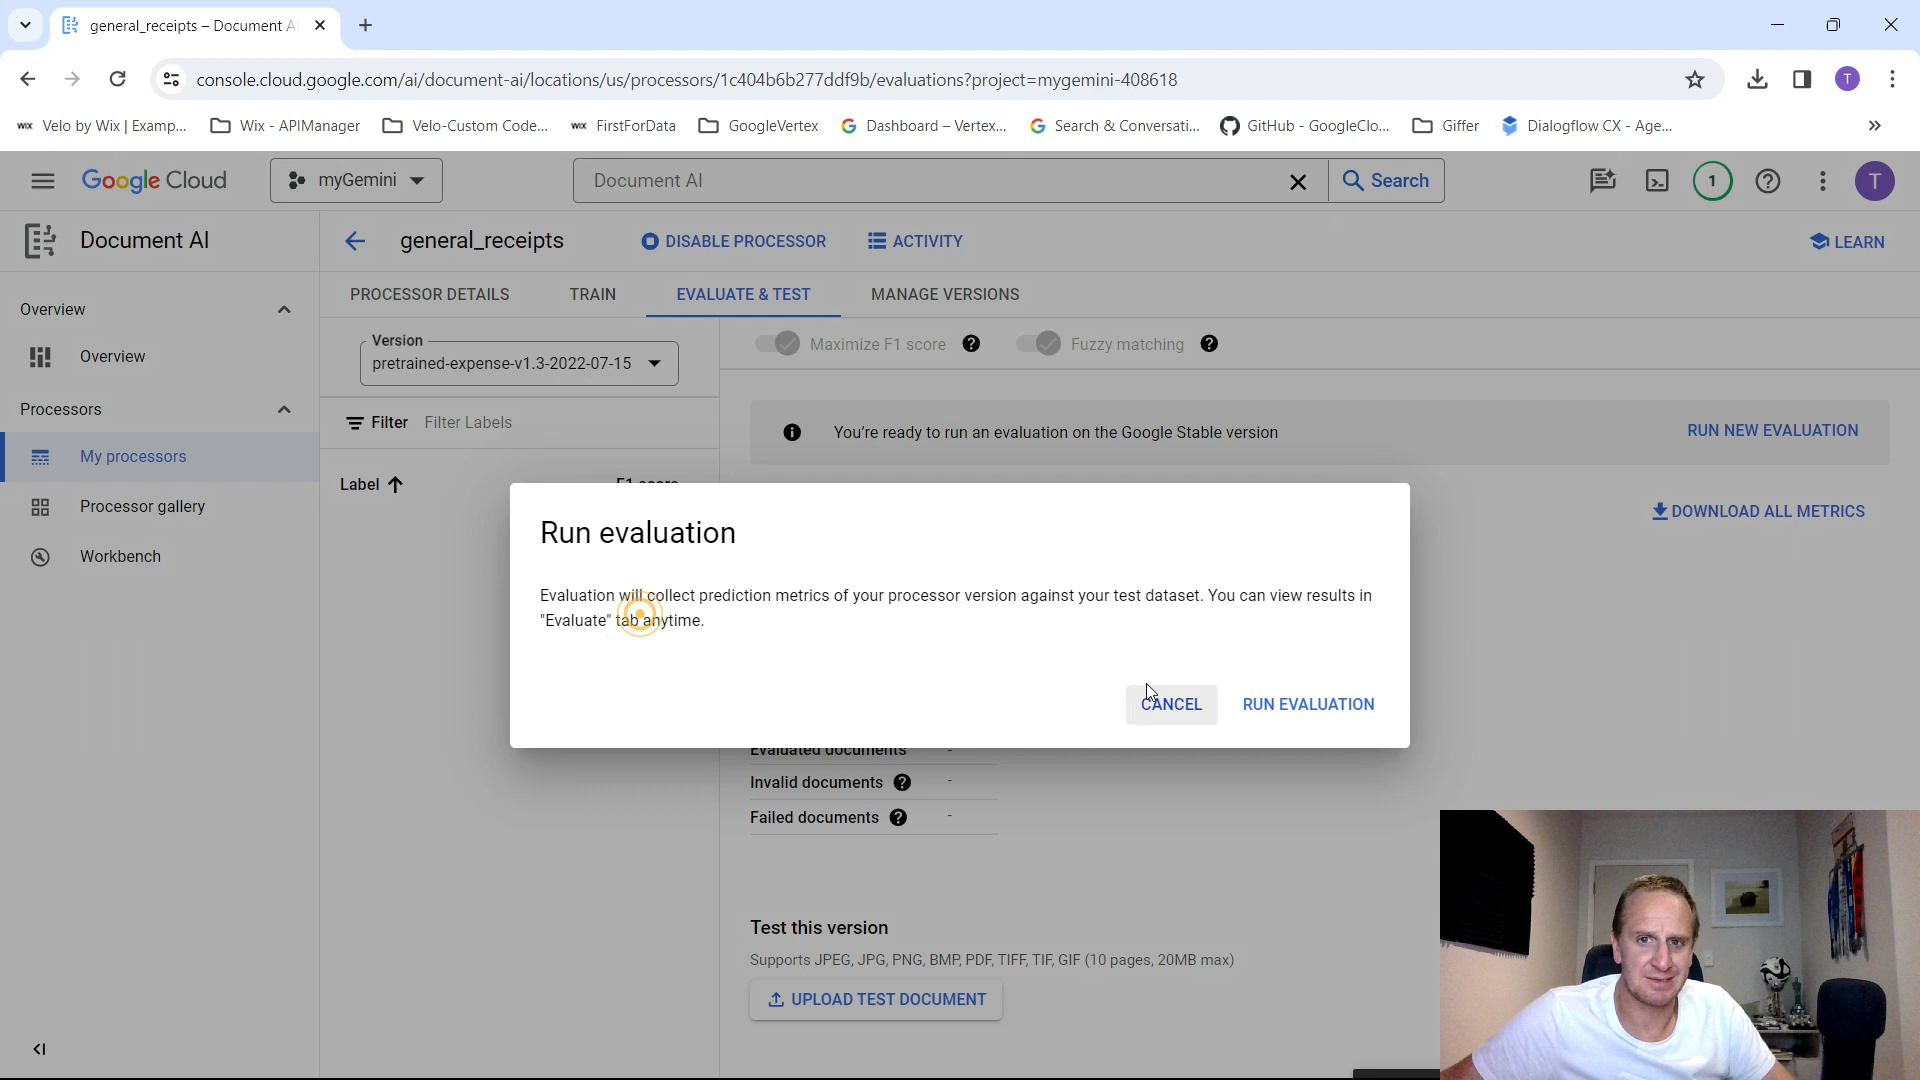 general_receipts – Document A
console.cloud.google.com/ai/document-ai/locations/us/processors/1c404b6b277ddf9b/evaluations?project=mygemini-408618
T
WIX Velo by Wix | Examp...
Wix - APIManager
Velo-Custom Code...
WIX FirstForData
GoogleVertex
Dashboard – Vertex...
Search & Conversati...
GitHub - GoogleClo...
Giffer
Dialogflow CX - Age...
»
Google Cloud
myGemini
Document AI
Search
1
T
Document AI
general_receipts
DISABLE PROCESSOR
ACTIVITY
LEARN
Overview
Overview
Processors
My processors
Processor gallery
Workbench
PROCESSOR DETAILS
TRAIN
EVALUATE & TEST
MANAGE VERSIONS
Version
pretrained-expense-v1.3-2022-07-15
Maximize F1 score
Fuzzy matching
Filter Filter Labels
You're ready to run an evaluation on the Google Stable version
RUN NEW EVALUATION
Label
F1 score
DOWNLOAD ALL METRICS
Run evaluation
Evaluation will collect prediction metrics of your processor version against your test dataset. You can view results in
"Evaluate" tab anytime.
CANCEL
RUN EVALUATION
Evaluated documents -
Invalid documents -
Failed documents -
Test this version
Supports JPEG, JPG, PNG, BMP, PDF, TIFF, TIF, GIF (10 pages, 20MB max)
UPLOAD TEST DOCUMENT